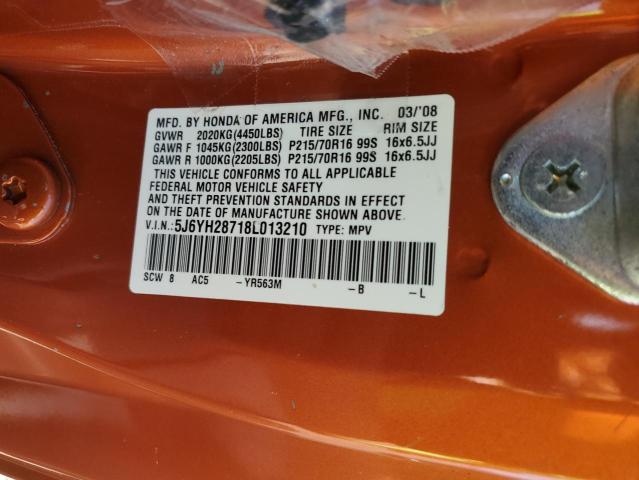 MFD. BY HONDA OF AMERICA MFG., INC. 03/'08
GVWR 2020KG(4450LBS) TIRE SIZE RIM SIZE
GAWR F 1045KG(2300LBS) P215/70R16 99S 16x6.5JJ
GAWR R 1000KG(2205LBS) P215/70R16 99S 16x6.5JJ
THIS VEHICLE CONFORMS TO ALL APPLICABLE
FEDERAL MOTOR VEHICLE SAFETY
AND THEFT PREVENTION STANDARDS IN EFFECT
ON THE DATE OF MANUFACTURE SHOWN ABOVE.
V.I.N.:5J6YH28718L013210 TYPE: MPV
SCW 8 AC5 -YR563M -B -L